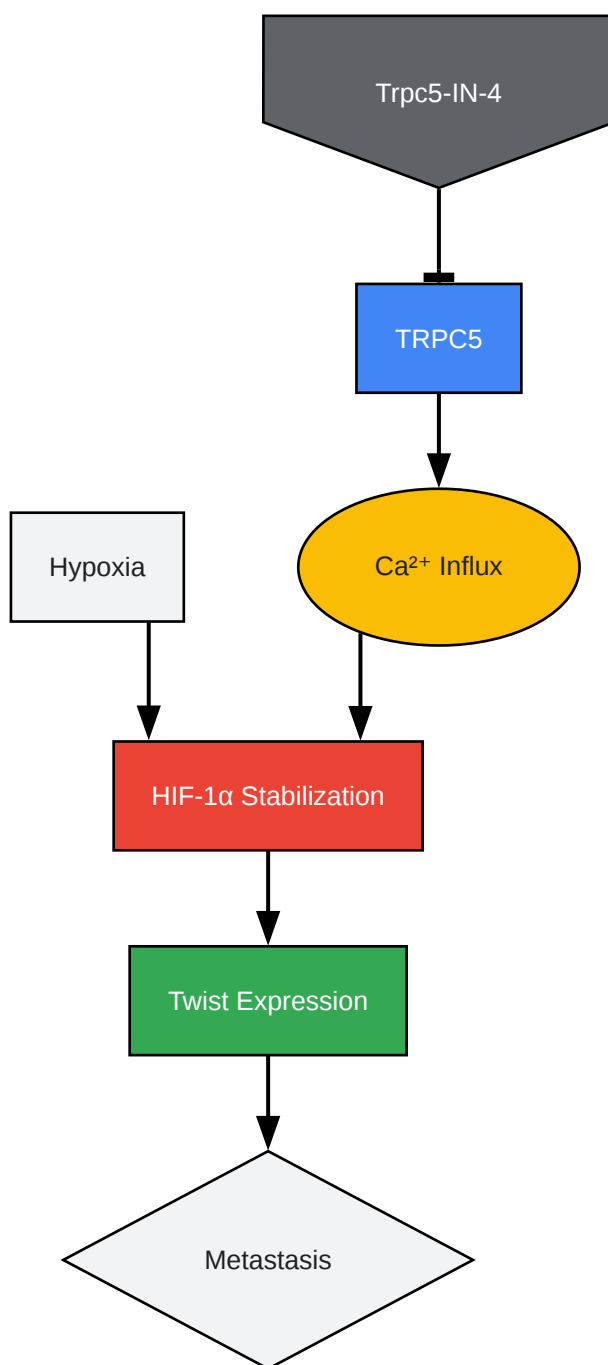 Trpc5-IN-4
TRPC5
Hypoxia
Ca²⁺ Influx
HIF-1α Stabilization
Twist Expression
Metastasis